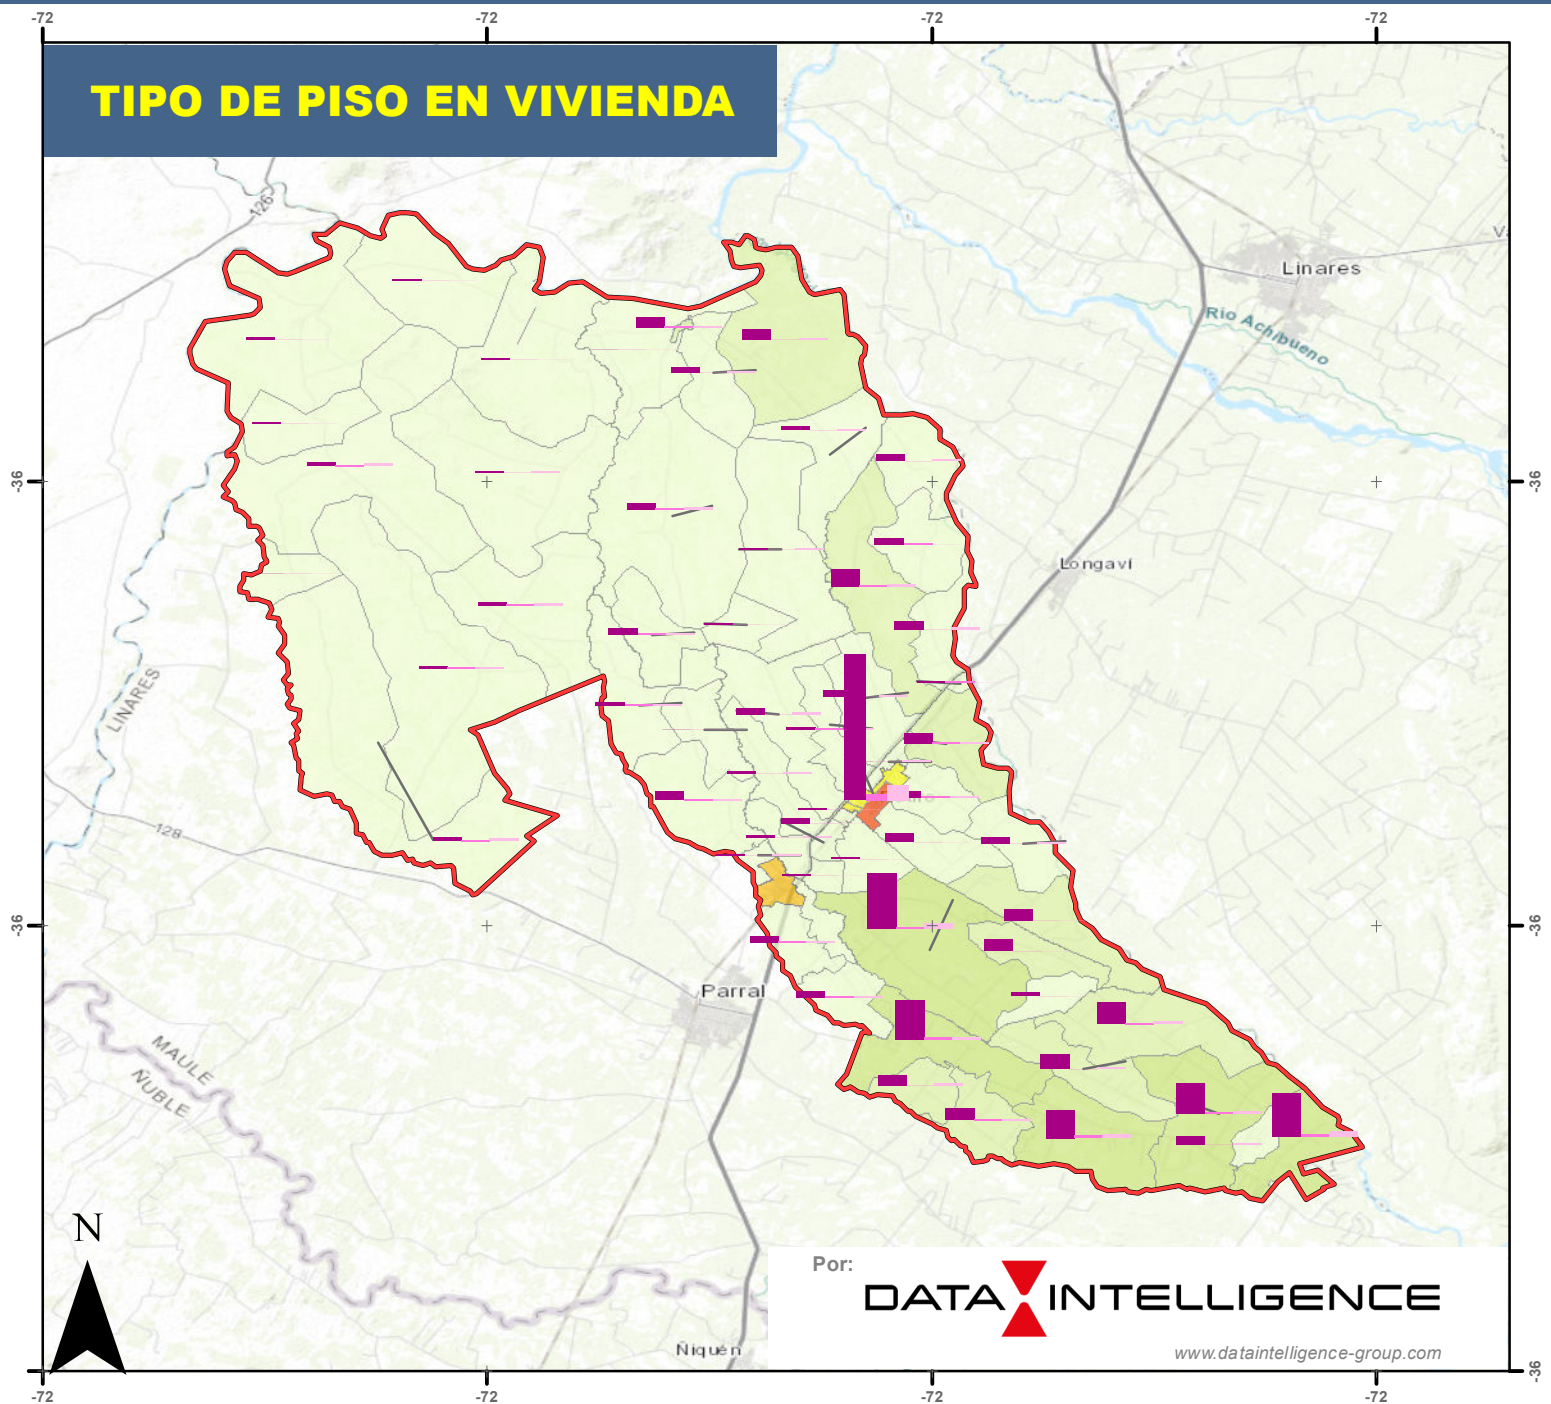 -72
-72
-72
-72
TIPO DE PISO EN VIVIENDA
126
Linares
Río Achibueno
-36
-36
Longaví
LINARES
128
-36
-36
Parral
MAULE
ÑUBLE
N
Por:
DATA INTELLIGENCE
Ñiquén
www.dataintelligence-group.com
-36
-72
-72
-72
-72